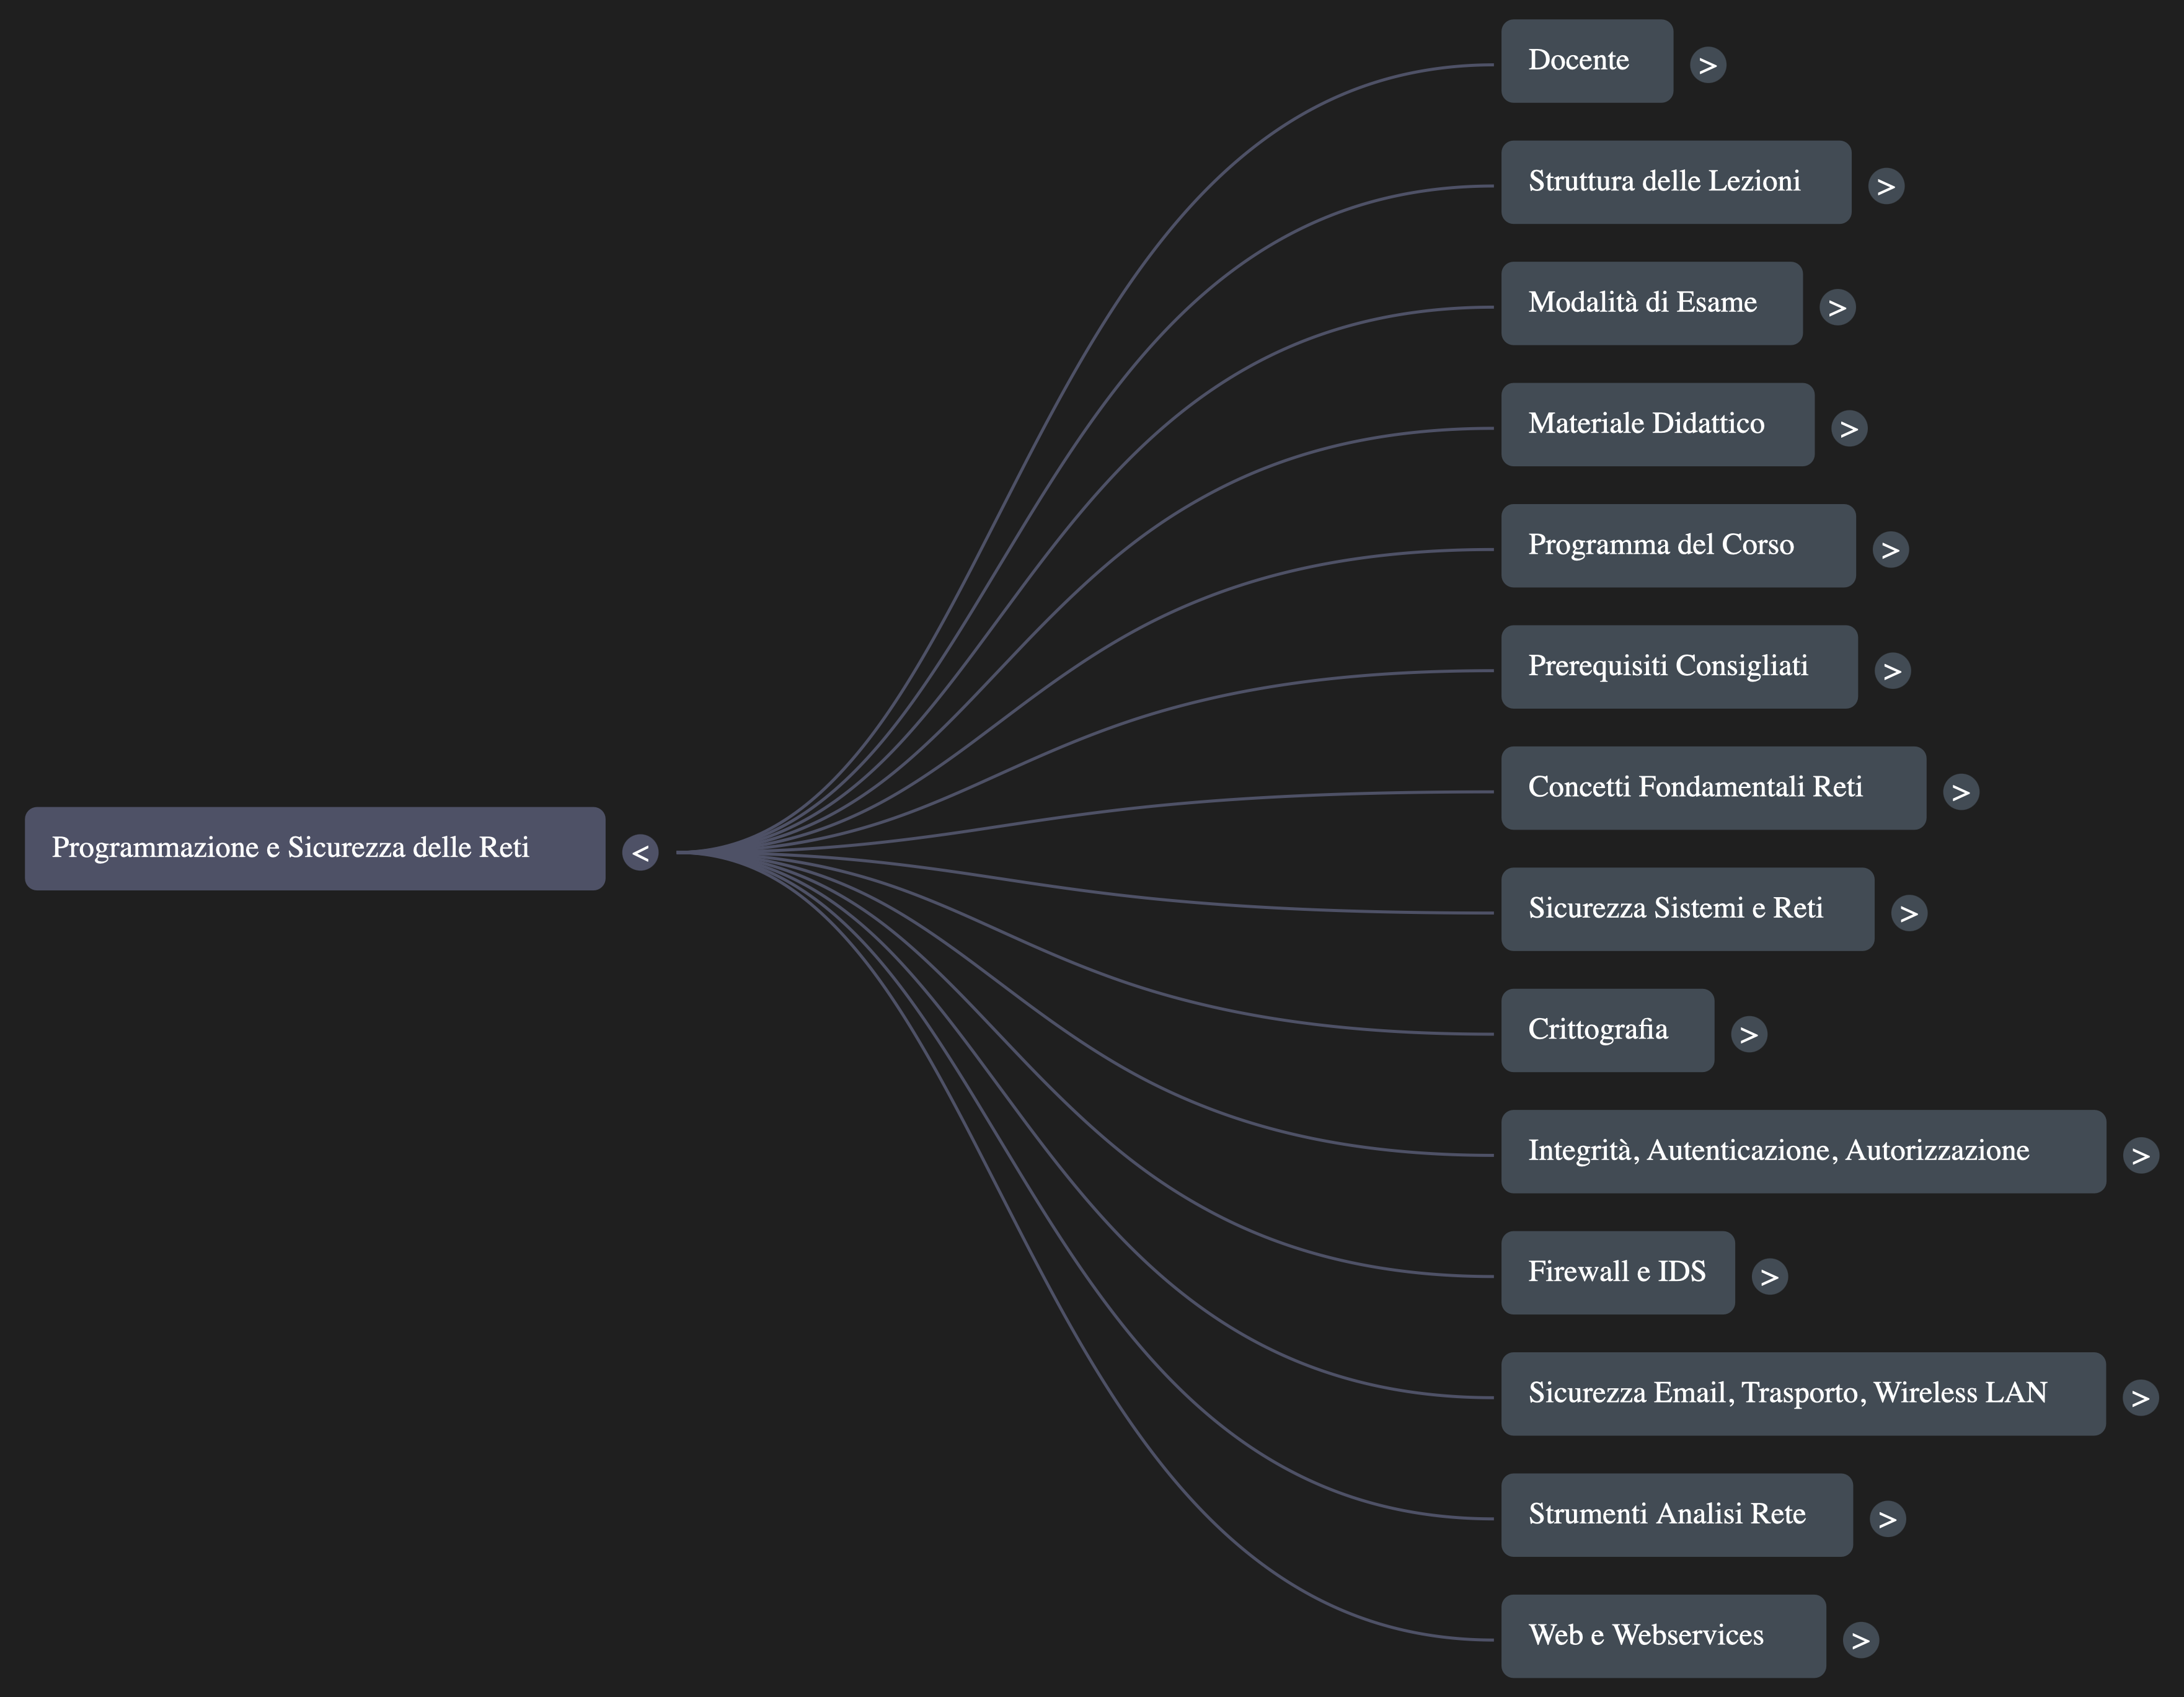 Programmazione e Sicurezza delle Reti
<
Docente
>
Struttura delle Lezioni
>
Modalità di Esame
>
Materiale Didattico
>
Programma del Corso
>
Prerequisiti Consigliati
>
Concetti Fondamentali Reti
>
Sicurezza Sistemi e Reti
>
Crittografia
>
Integrità, Autenticazione, Autorizzazione
>
Firewall e IDS
>
Sicurezza Email, Trasporto, Wireless LAN
>
Strumenti Analisi Rete
>
Web e Webservices
>